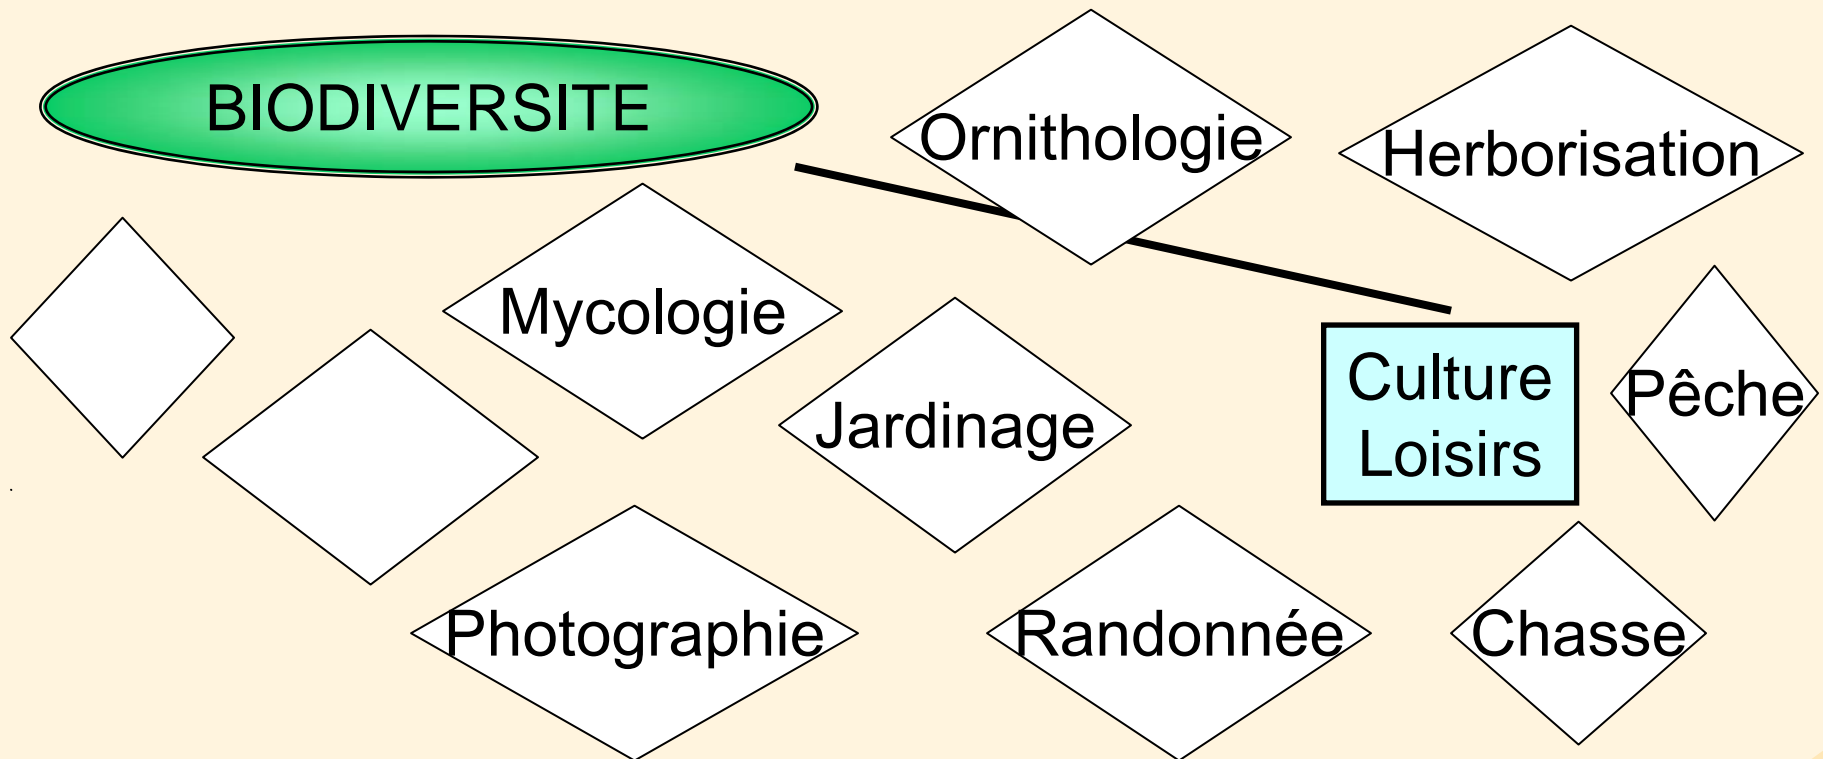 BIODIVERSITE
Ornithologie
Herborisation
Mycologie
Jardinage
Culture
Loisirs
Pêche
Photographie
Randonnée
Chasse